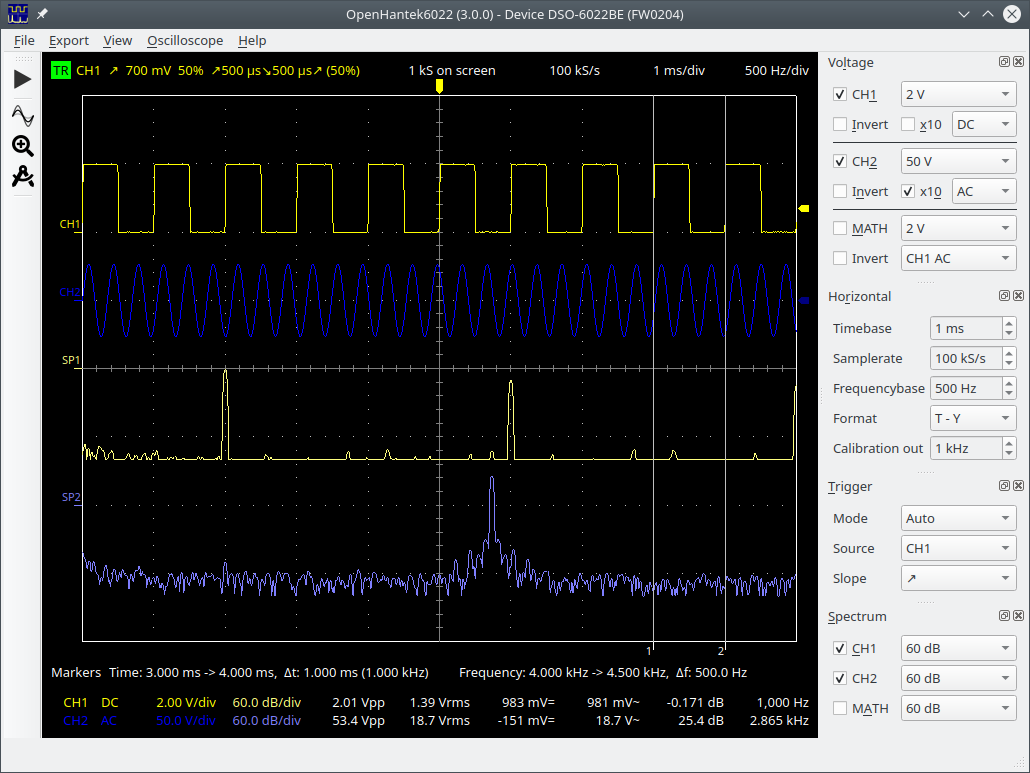 OpenHantek6022 (3.0.0) - Device DSO-6022BE (FW0204)
File Export View Oscilloscope Help
TR CH1 ↗ 700 mV 50% ↗500 µs↘500 µs↗ (50%) 1 kS on screen 100 kS/s 1 ms/div 500 Hz/div
CH1
CH2
SP1
SP2
1 2
Markers Time: 3.000 ms -> 4.000 ms, Δt: 1.000 ms (1.000 kHz) Frequency: 4.000 kHz -> 4.500 kHz, Δf: 500.0 Hz
CH1 DC 2.00 V/div 60.0 dB/div 2.01 Vpp 1.39 Vrms 983 mV= 981 mV~ -0.171 dB 1,000 Hz
CH2 AC 50.0 V/div 60.0 dB/div 53.4 Vpp 18.7 Vrms -151 mV= 18.7 V~ 25.4 dB 2.865 kHz
Voltage
CH1 2 V
Invert x10 DC
CH2 50 V
Invert x10 AC
MATH 2 V
Invert CH1 AC
Horizontal
Timebase 1 ms
Samplerate 100 kS/s
Frequencybase 500 Hz
Format T - Y
Calibration out 1 kHz
Trigger
Mode Auto
Source CH1
Slope ↗
Spectrum
CH1 60 dB
CH2 60 dB
MATH 60 dB